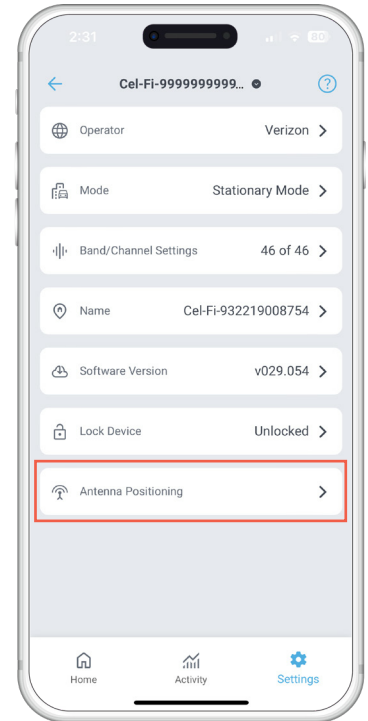 2:31
80
Cel-Fi-9999999999...
?
Operator Verizon
Mode Stationary Mode
Band/Channel Settings 46 of 46
Name Cel-Fi-932219008754
Software Version v029.054
Lock Device Unlocked
Antenna Positioning
Home Activity Settings